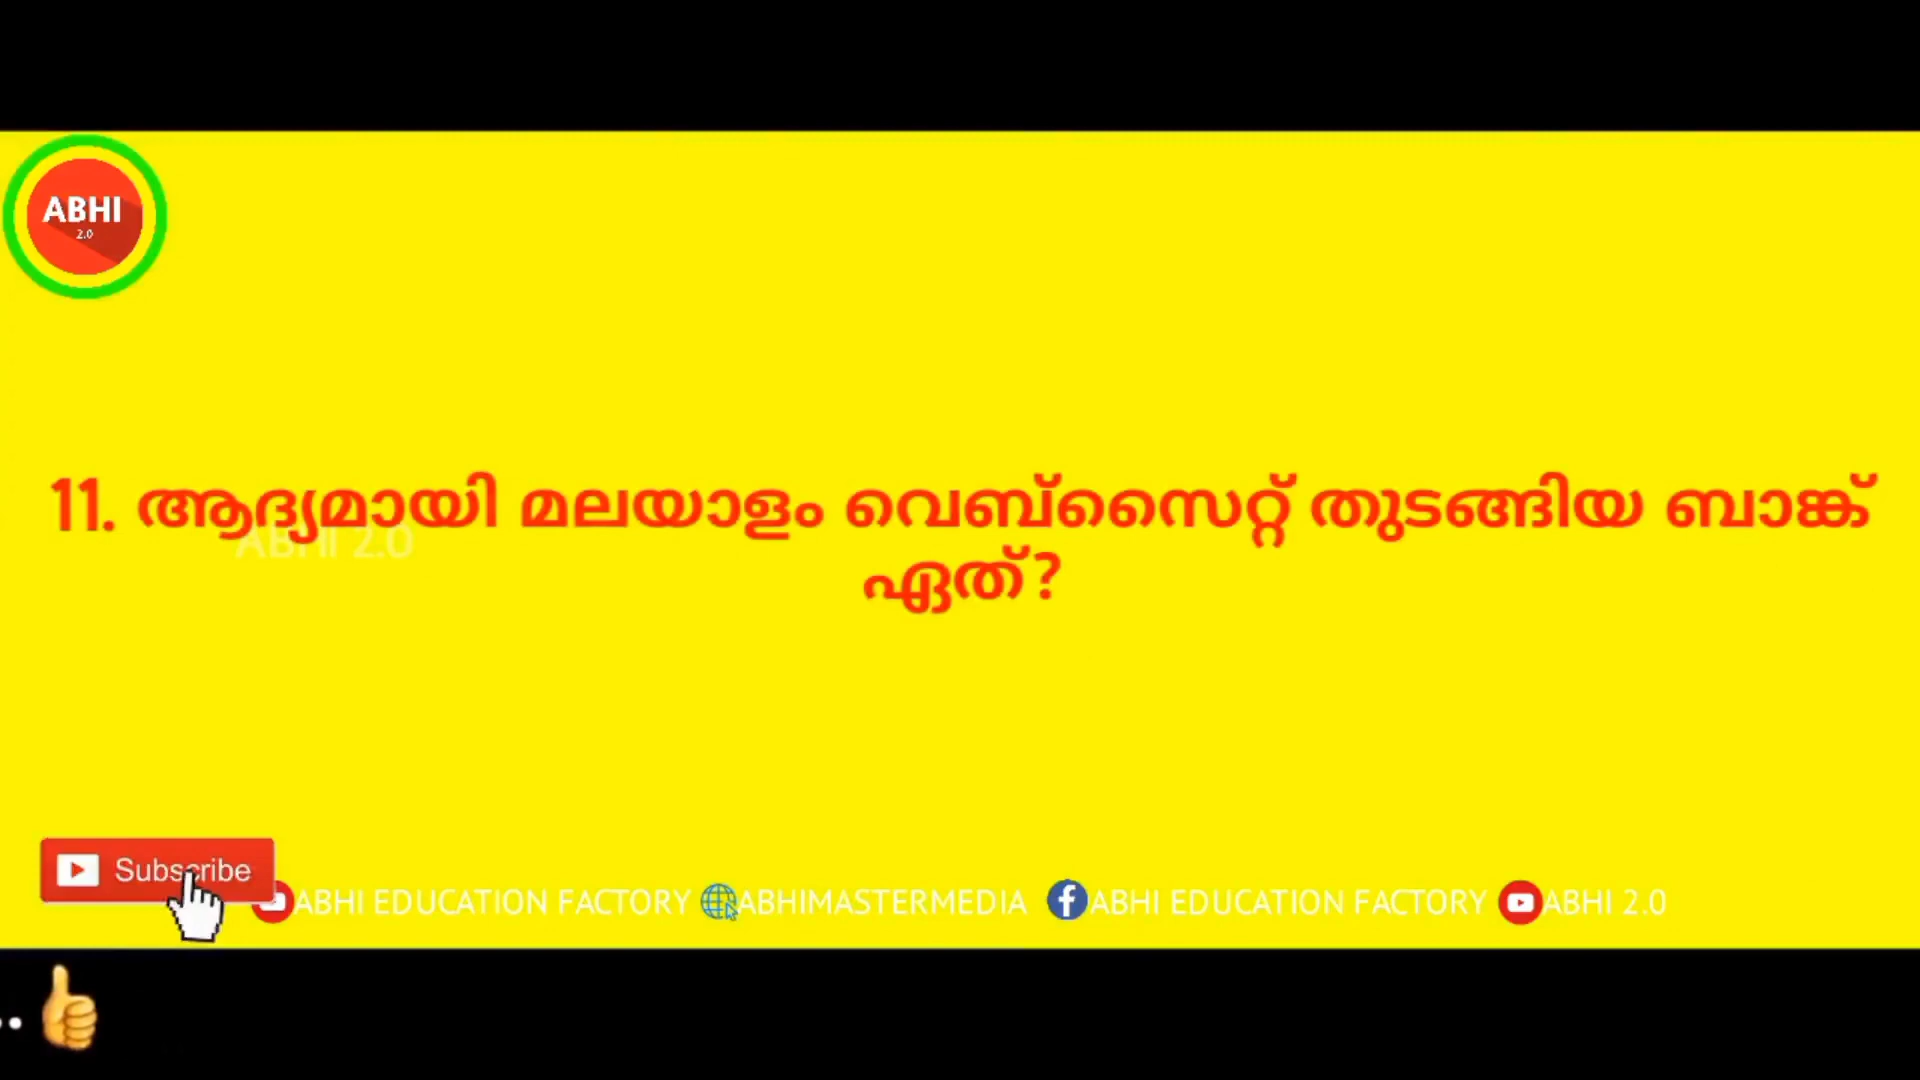 ABHI
2.0
11. ആദ്യമായി മലയാളം വെബ്സൈറ്റ് തുടങ്ങിയ ബാങ്ക്
ഏത്?
ABHI 2.0
Subscribe
ABHI EDUCATION FACTORY ABHIMASTERMEDIA ABHI EDUCATION FACTORY ABHI 2.0
..